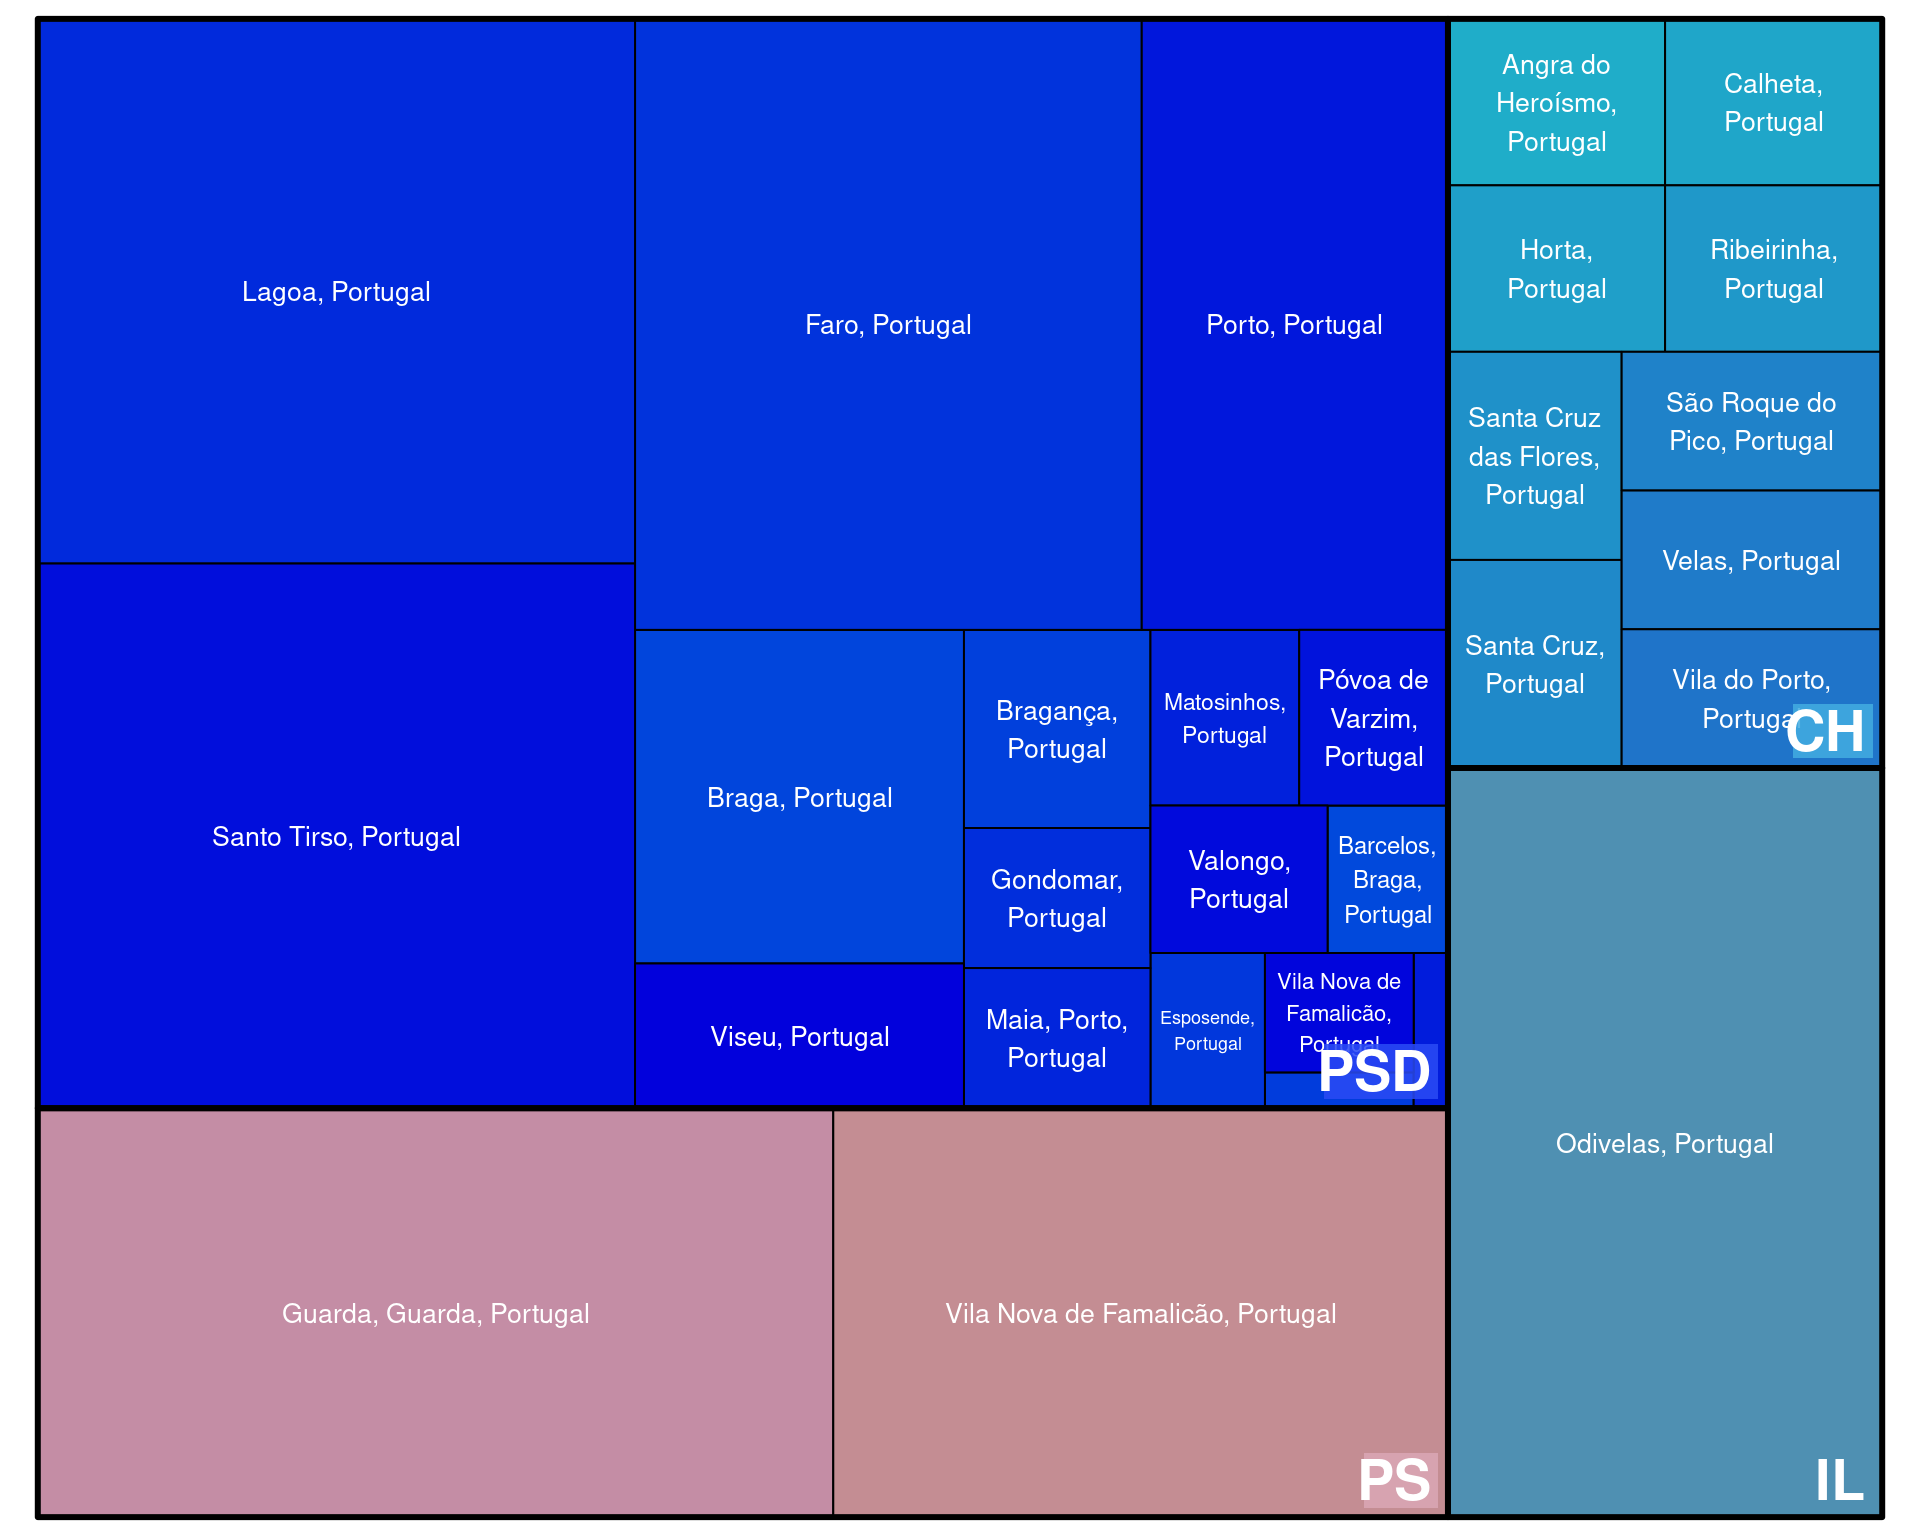 Lagoa, Portugal
Santo Tirso, Portugal
Faro, Portugal
Porto, Portugal
Braga, Portugal
Viseu, Portugal
Bragança,
Portugal
Gondomar,
Portugal
Maia, Porto,
Portugal
Matosinhos,
Portugal
Póvoa de
Varzim,
Portugal
Valongo,
Portugal
Barcelos,
Braga,
Portugal
Esposende,
Portugal
Vila Nova de
Famalicão,
Portugal
PSD
Guarda, Guarda, Portugal
Vila Nova de Famalicão, Portugal
PS
Angra do
Heroísmo,
Portugal
Calheta,
Portugal
Horta,
Portugal
Ribeirinha,
Portugal
Santa Cruz
das Flores,
Portugal
Santa Cruz,
Portugal
São Roque do
Pico, Portugal
Velas, Portugal
Vila do Porto,
Portugal
CH
Odivelas, Portugal
IL